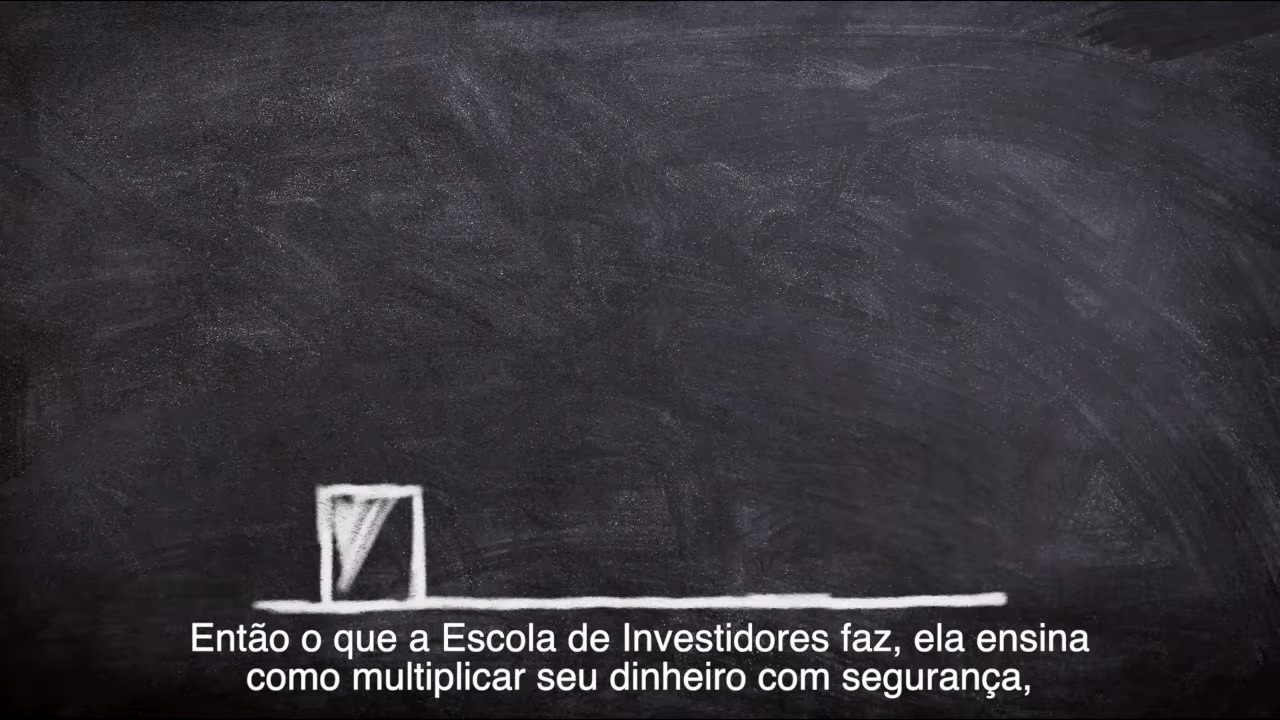 Então o que a Escola de Investidores faz, ela ensina
como multiplicar seu dinheiro com segurança,